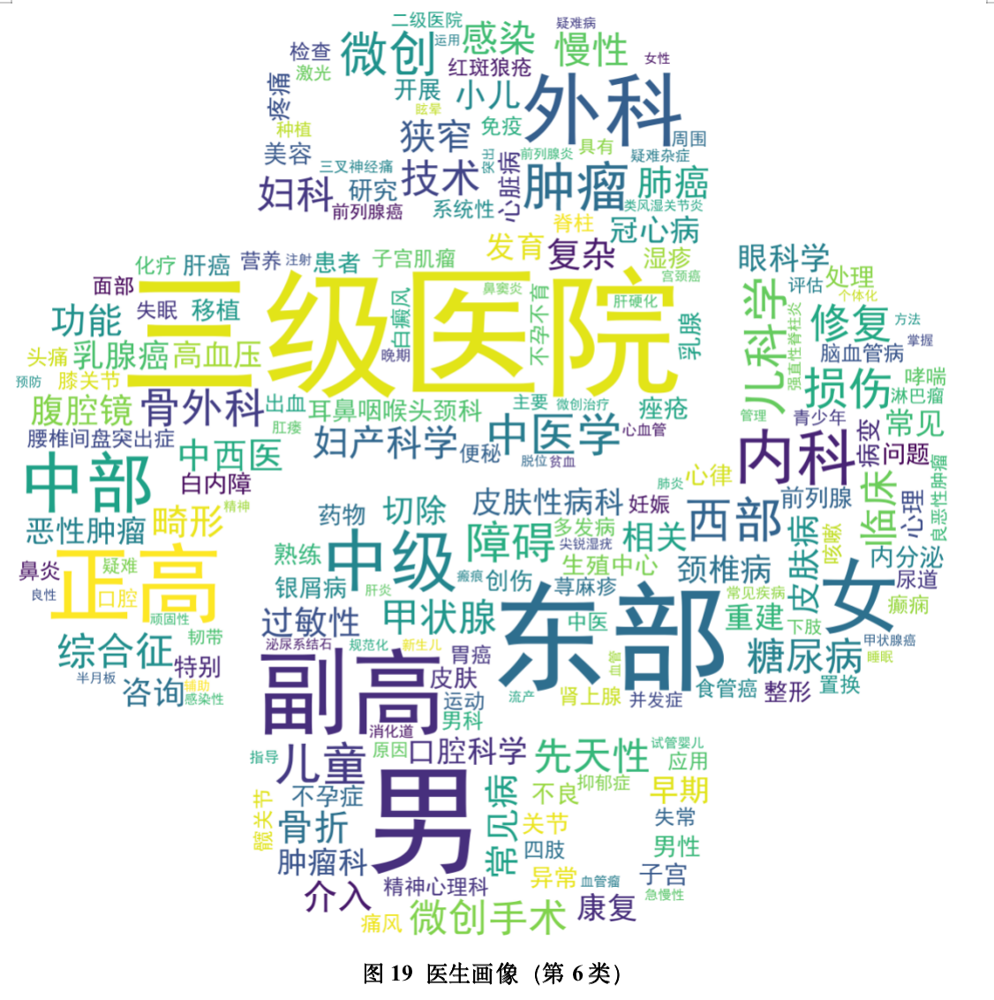 二级医院
疑难病
微创
运用
感染
慢性
检查
红斑狼疮
女性
激光
疼痛
开展
小儿
外科
眩晕
种植
狭窄
免疫
周围
美容
前列腺炎
具有
疑难杂症
三叉神经痛
技术
突出
心脏病
肿瘤
肺癌
妇科
研究
前列腺癌
系统性
类风湿关节炎
脊柱
冠心病
发育
复杂
湿疹
眼科学
化疗
肝癌
营养
注射
患者
子宫肌瘤
宫颈癌
处理
评估
面部
三级医院
鼻窦炎
不孕不育
肝硬化
个体化
功能
失眠
移植
白癜风
乳腺
儿科学
强直性脊柱炎
修复
方法
掌握
头痛
乳腺癌
高血压
晚期
脑血管病
预防
膝关节
损伤
哮喘
淋巴瘤
腹腔镜
骨外科
出血
耳鼻咽喉头颈科
主要
微创治疗
痤疮
管理
青少年
常见
肛瘘
腰椎间盘突出症
妇产科学
便秘
中医学
心血管
内科
病变
问题
中西医
脱位
贫血
中部
白内障
肺炎
心律
良恶性肿瘤
皮肤性病科
妊娠
前列腺
临床
心理
恶性肿瘤
畸形
精神
药物
切除
西部
多发病
尖锐湿疣
相关
皮肤病
咳嗽
内分泌
鼻炎
疑难
正高
熟练
中级
障碍
生殖中心
颈椎病
女
尿道
良性
口腔
银屑病
肝炎
瘢痕
创伤
荨麻疹
常见疾病
癫痫
顽固性
过敏性
甲状腺
东部
中医
重建
下肢
韧带
综合征
泌尿系结石
规范化
新生儿
甲状腺癌
特别
副高
胃癌
血管
糖尿病
睡眠
半月板
咨询
辅助
感染性
皮肤
运动
流产
肾上腺
并发症
食管癌
整形
置换
男科
消化道
指导
儿童
原因
口腔科学
先天性
试管婴儿
应用
不孕症
男
常见病
不良
抑郁症
早期
髋关节
骨折
关节
失常
肿瘤科
四肢
男性
精神心理科
异常
血管瘤
子宫
介入
急慢性
痛风
微创手术
康复
图 19 医生画像（第 6 类）